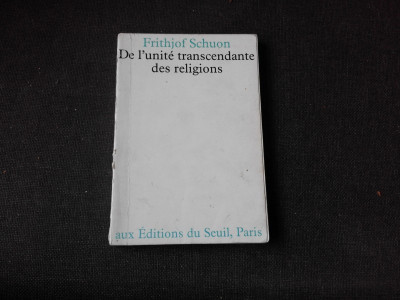 Frithjof Schuon
De l'unité transcendante
des religions
aux Éditions du Seuil, Paris